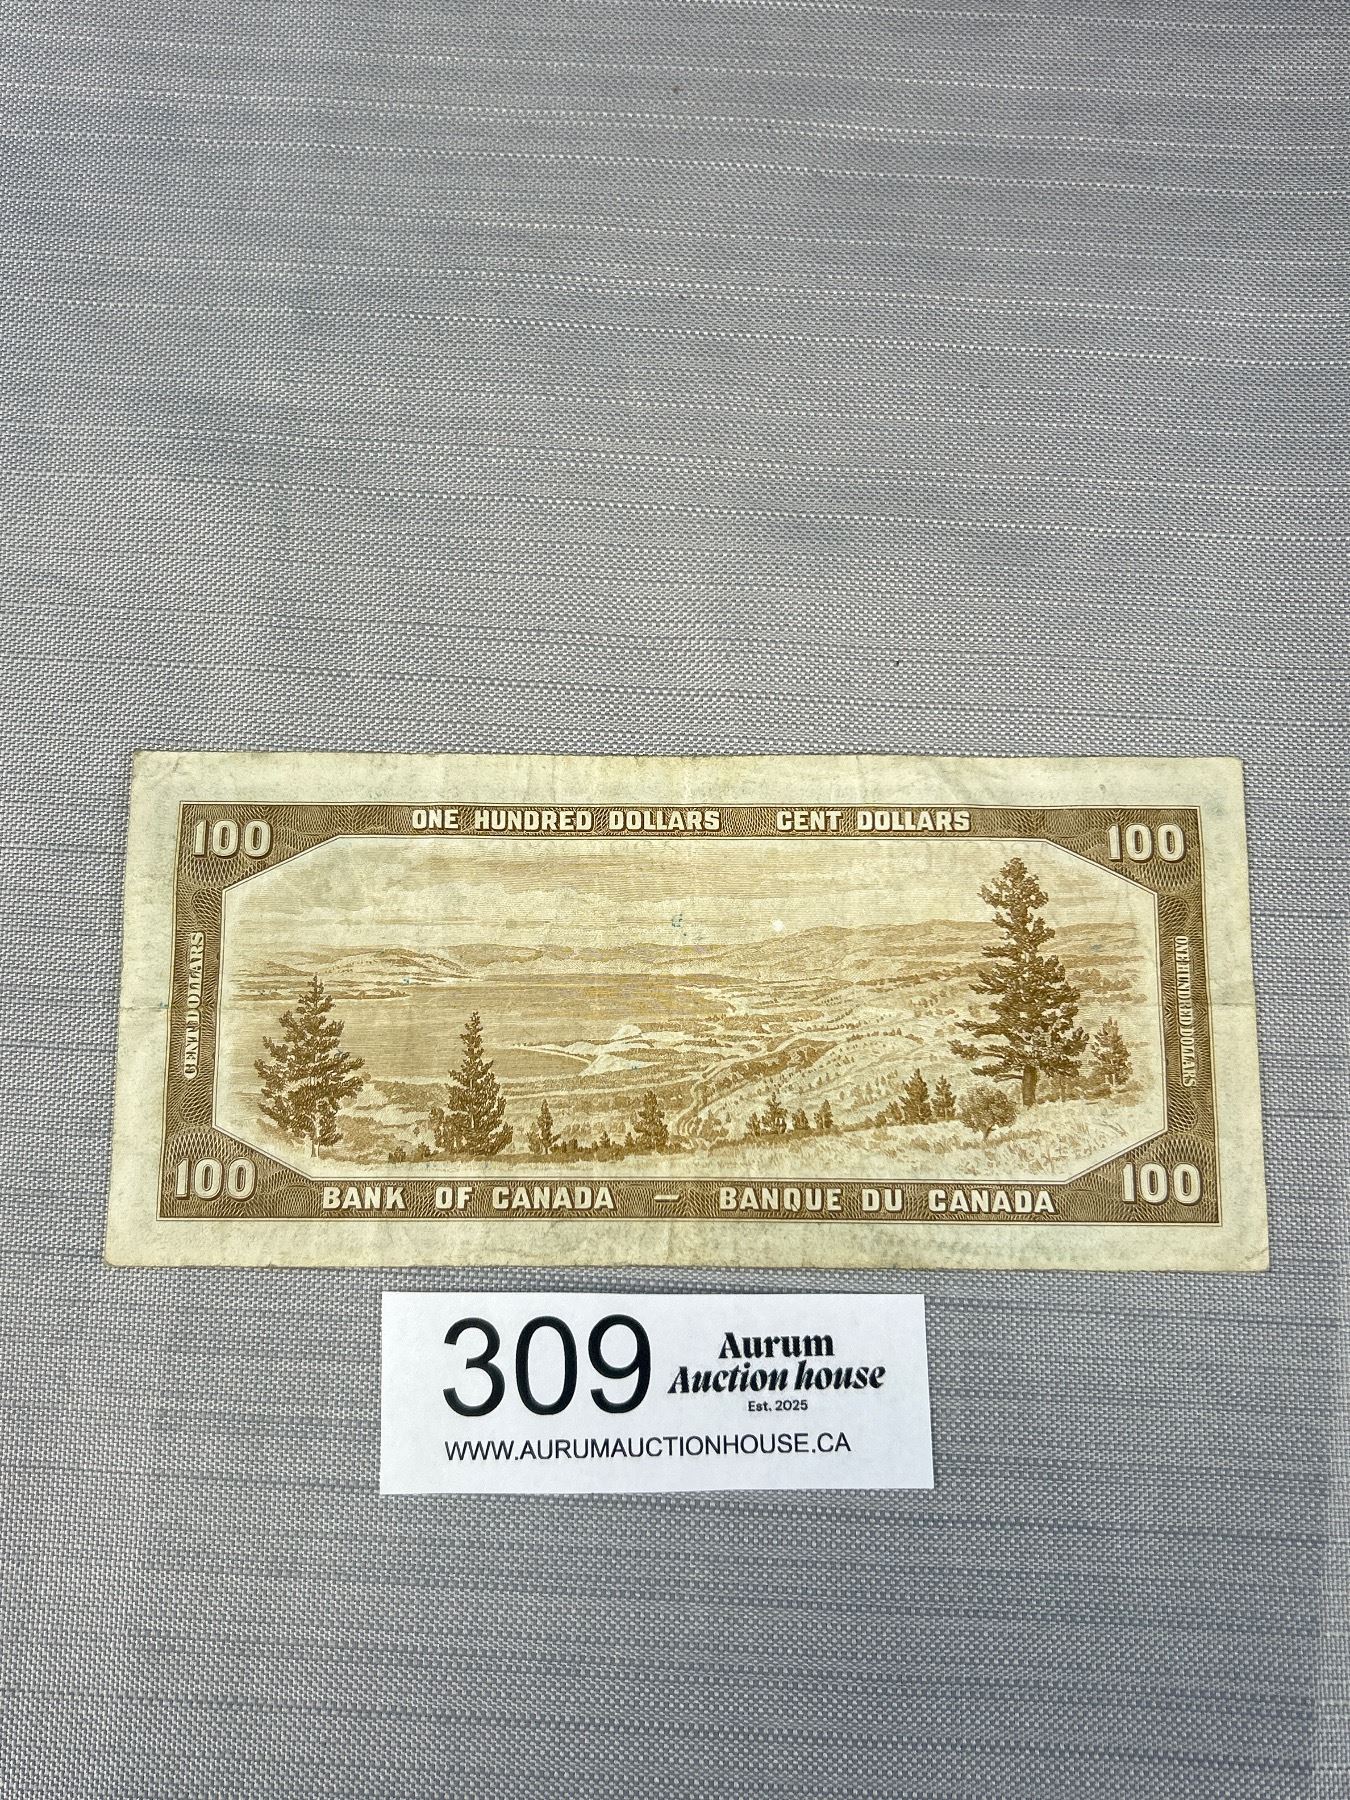 ONE HUNDRED DOLLARS CENT DOLLARS
100 100
CENT DOLLARS
ONE HUNDRED DOLLARS
100 100
BANK OF CANADA — BANQUE DU CANADA
309
Aurum
Auction house
Est. 2025
WWW.AURUMAUCTIONHOUSE.CA